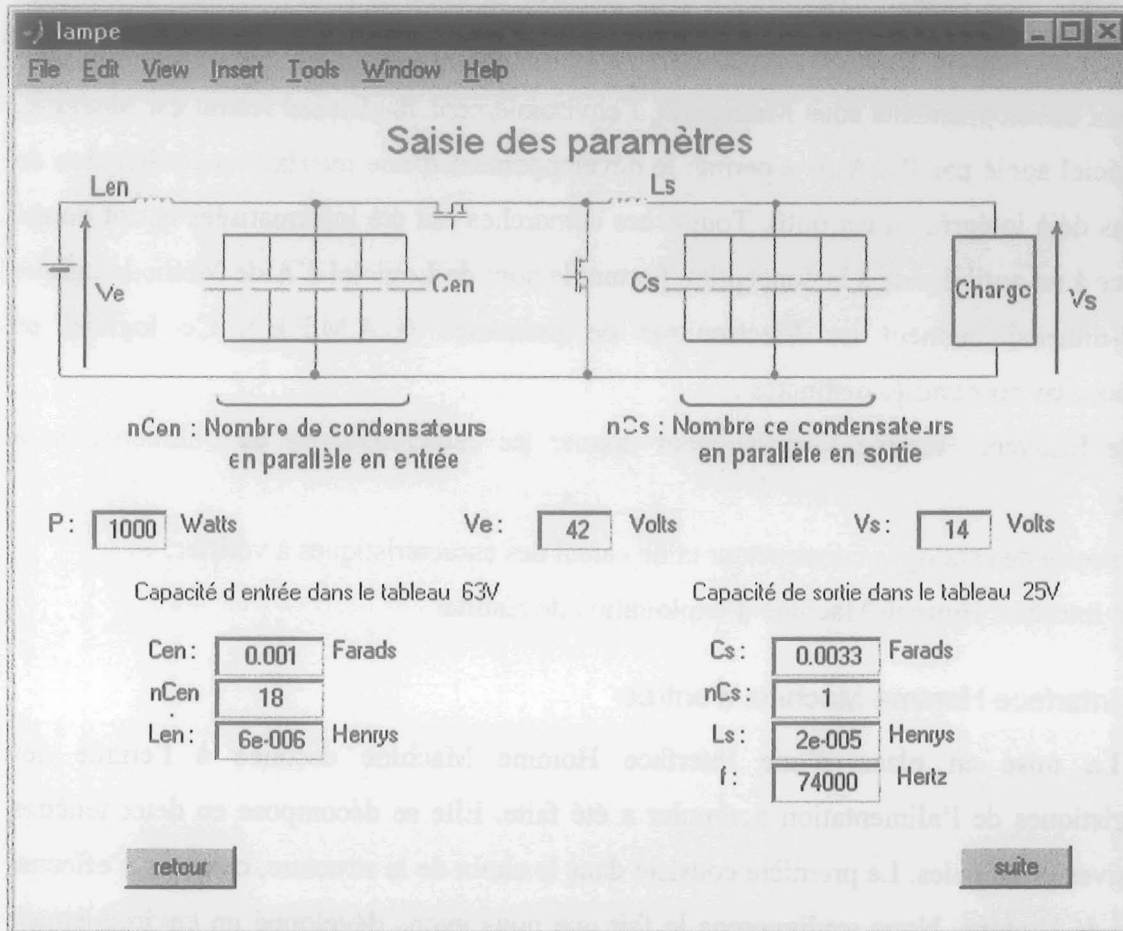 lampe
File Edit View Insert Tools Window Help
Saisie des paramètres
Len
Ls
Ve
Cen
Cs
Charge
Vs
nCen : Nombre de condensateurs
en parallèle en entrée
nCs : Nombre ce condensateurs
en parallèle en sortie
P : 1000 Watts
Ve : 42 Volts
Vs : 14 Volts
Capacité d entrée dans le tableau 63V
Capacité de sortie dans le tableau 25V
Cen : 0.001 Farads
Cs : 0.0033 Farads
nCen : 18
nCs : 1
Len : 6e-006 Henrys
Ls : 2e-005 Henrys
f : 74000 Hertz
retour
suite